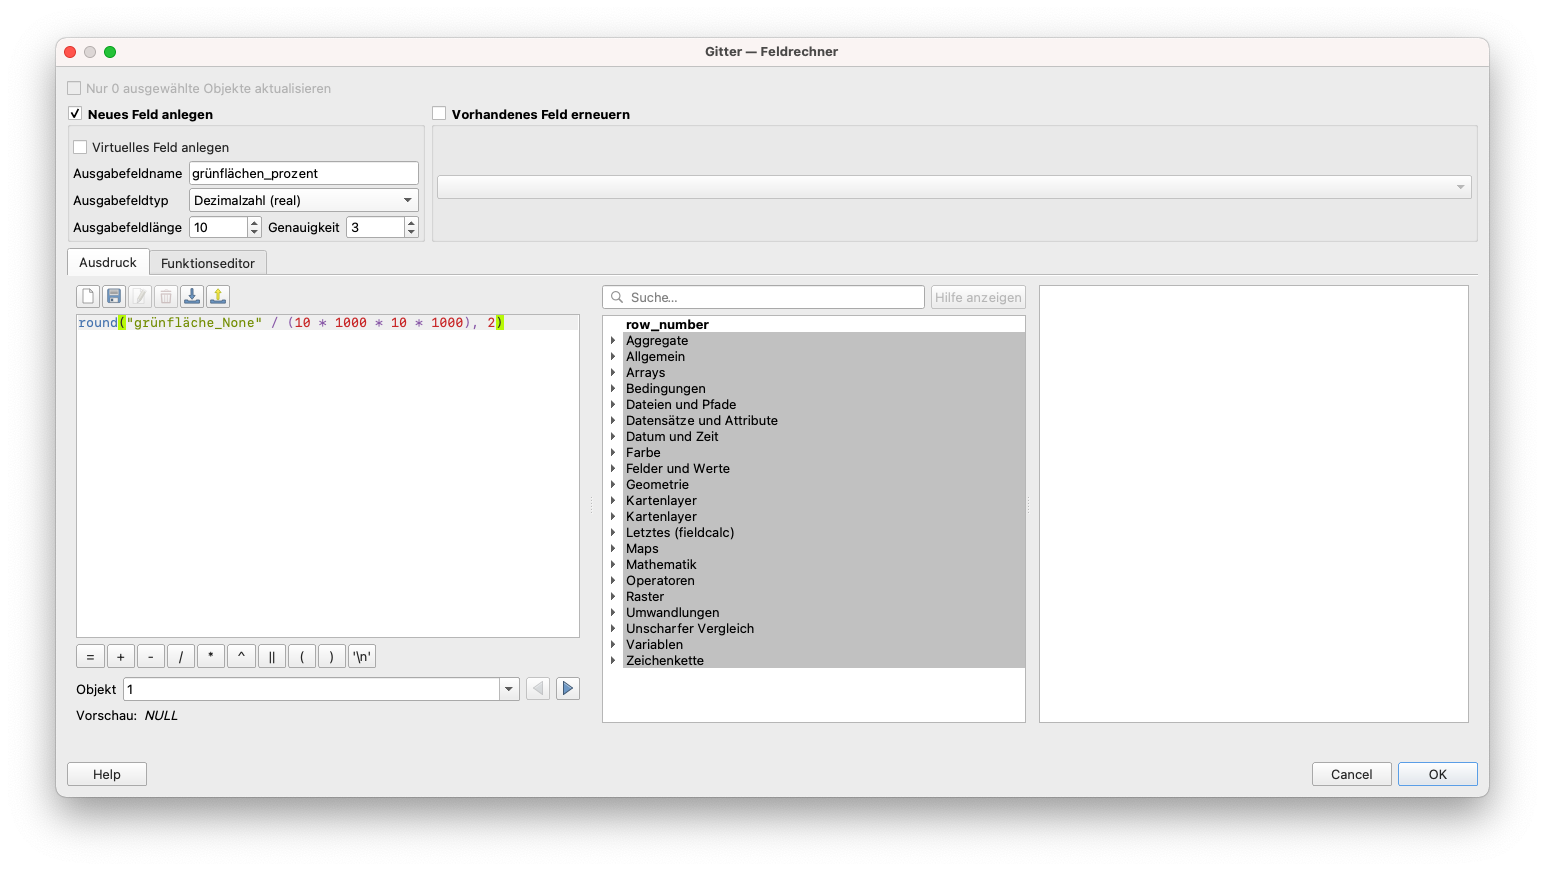 Gitter — Feldrechner
Nur 0 ausgewählte Objekte aktualisieren
Neues Feld anlegen
Vorhandenes Feld erneuern
Virtuelles Feld anlegen
Ausgabefeldname grünflächen_prozent
Ausgabefeldtyp Dezimalzahl (real)
Ausgabefeldlänge 10 Genauigkeit 3
Ausdruck Funktionseditor
Suche… Hilfe anzeigen
round("grünfläche_None" / (10 * 1000 * 10 * 1000), 2)
row_number
Aggregate
Allgemein
Arrays
Bedingungen
Dateien und Pfade
Datensätze und Attribute
Datum und Zeit
Farbe
Felder und Werte
Geometrie
Kartenlayer
Kartenlayer
Letztes (fieldcalc)
Maps
Mathematik
Operatoren
Raster
Umwandlungen
Unscharfer Vergleich
Variablen
Zeichenkette
= + - / * ^ || ( ) '\n'
Objekt 1
Vorschau: NULL
Help Cancel OK